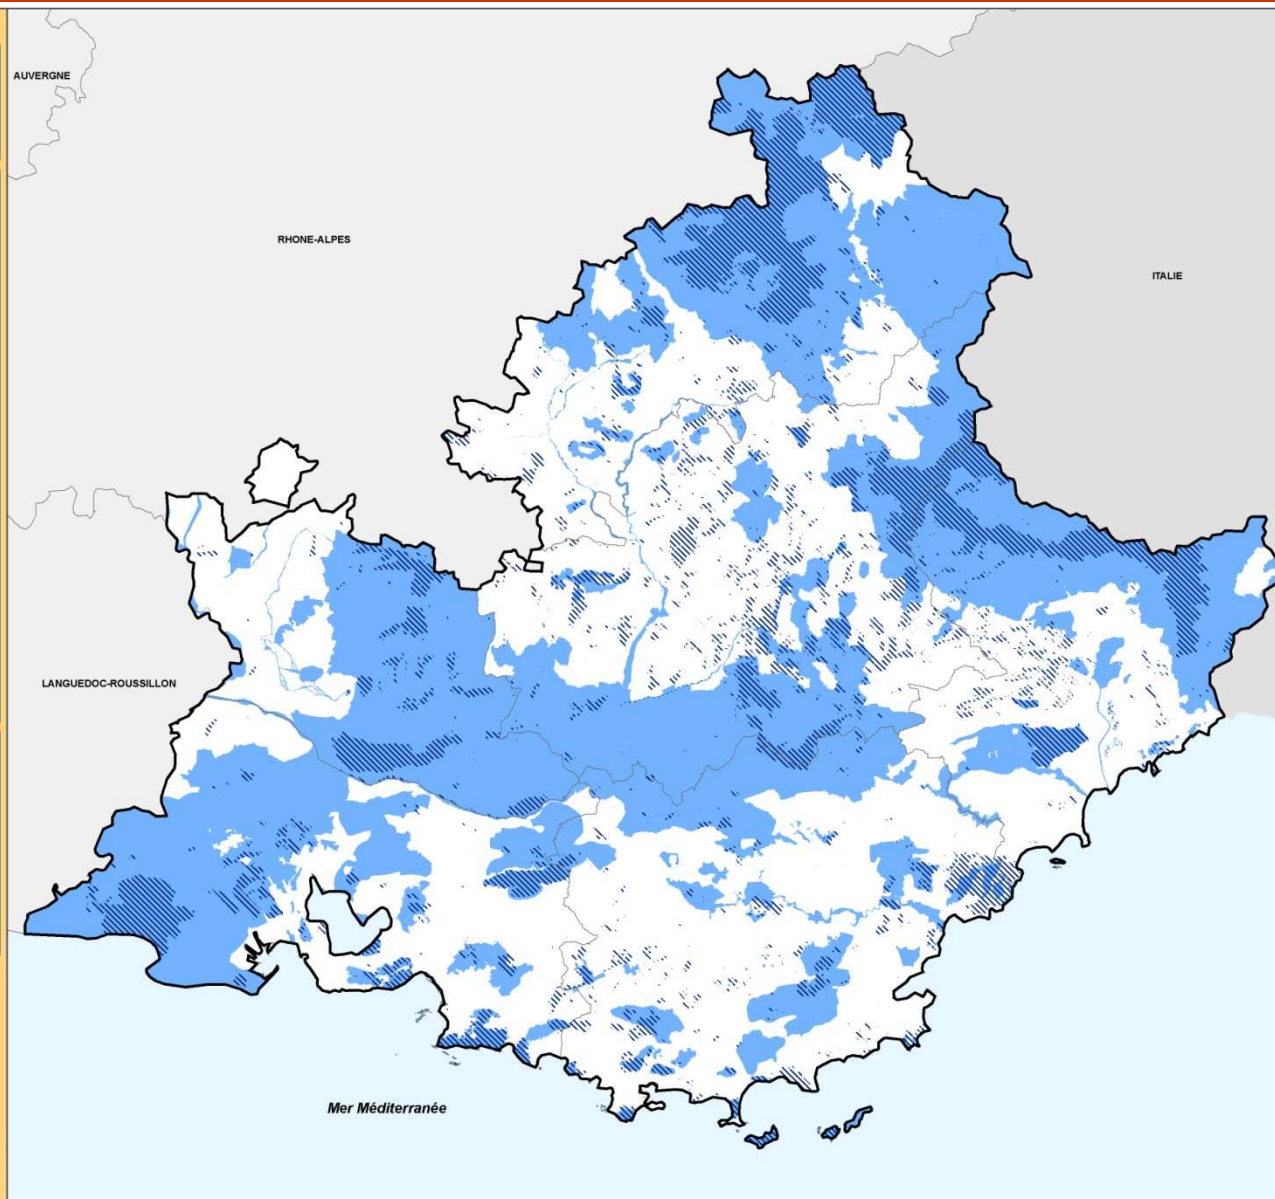 AUVERGNE
RHONE-ALPES
ITALIE
LANGUEDOC-ROUSSILLON
Mer Méditerranée